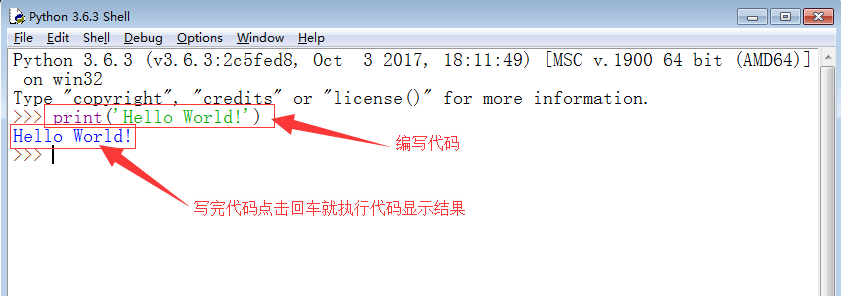 Python 3.6.3 Shell
File Edit Shell Debug Options Window Help
Python 3.6.3 (v3.6.3:2c5fed8, Oct  3 2017, 18:11:49) [MSC v.1900 64 bit (AMD64)]
on win32
Type "copyright", "credits" or "license()" for more information.
>>> print('Hello World!')
Hello World!
>>>
编写代码
写完代码点击回车就执行代码显示结果